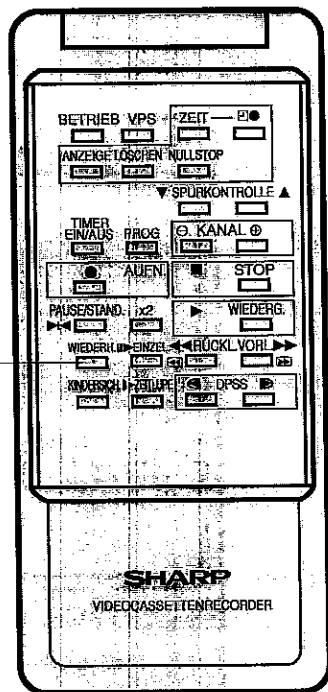 BETRIEB VPS ZEIT
ANZEIGE LÖSCHEN NULLSTOP
▼ SPURKONTROLLE ▲
TIMER
EIN/AUS PROG ⊖ KANAL ⊕
● AUFN. ■ STOP
PAUSE/STAND. x2 ▶ WIEDERG.
WIEDERH. EINZEL ◀◀ RÜCKL. VORL. ▶▶
KINDERSICH. ZEITLUPE DPSS
SHARP
VIDEOCASSETTENRECORDER